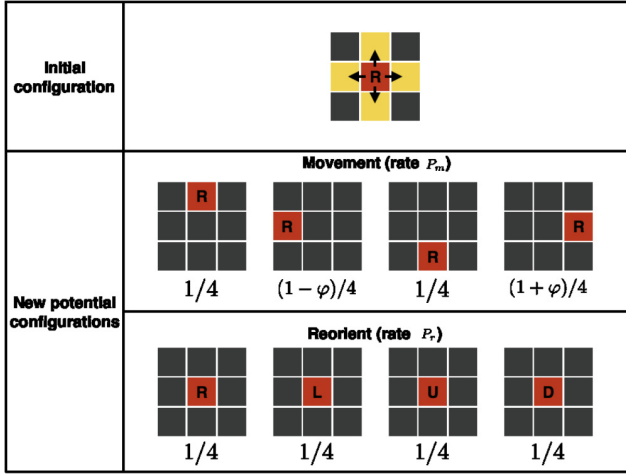 Initial
configuration
R
Movement (rate P_m)
R R R R
1/4 (1 − φ)/4 1/4 (1 + φ)/4
New potential
configurations
Reorient (rate P_r)
R L U D
1/4 1/4 1/4 1/4